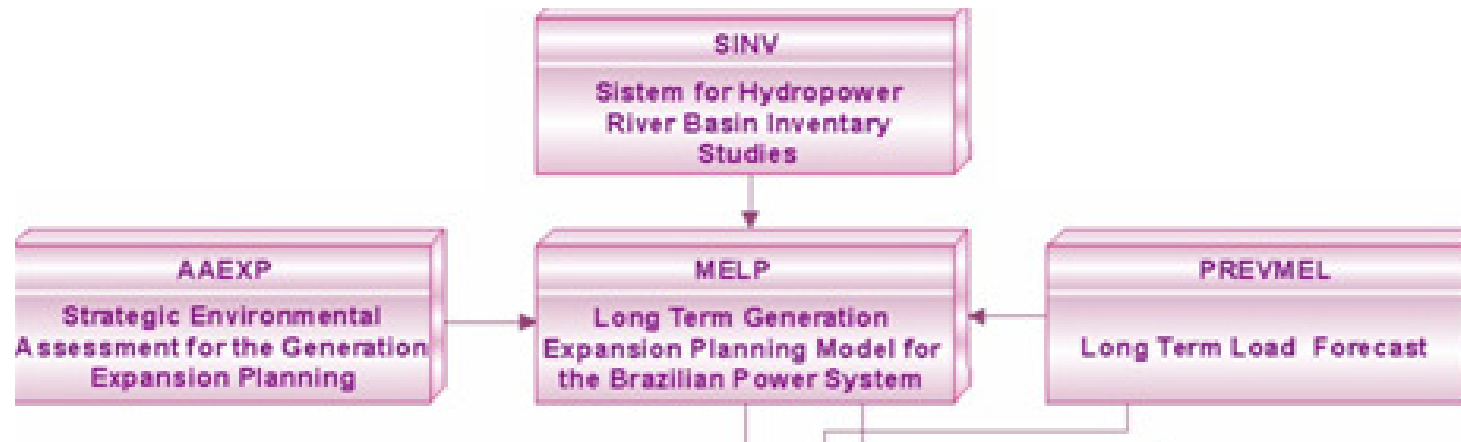 SINV
Sistem for Hydropower
River Basin Inventary
Studies
AAEXP
Strategic Environmental
Assessment for the Generation
Expansion Planning
MELP
Long Term Generation
Expansion Planning Model for
the Brazilian Power System
PREVMEL
Long Term Load Forecast